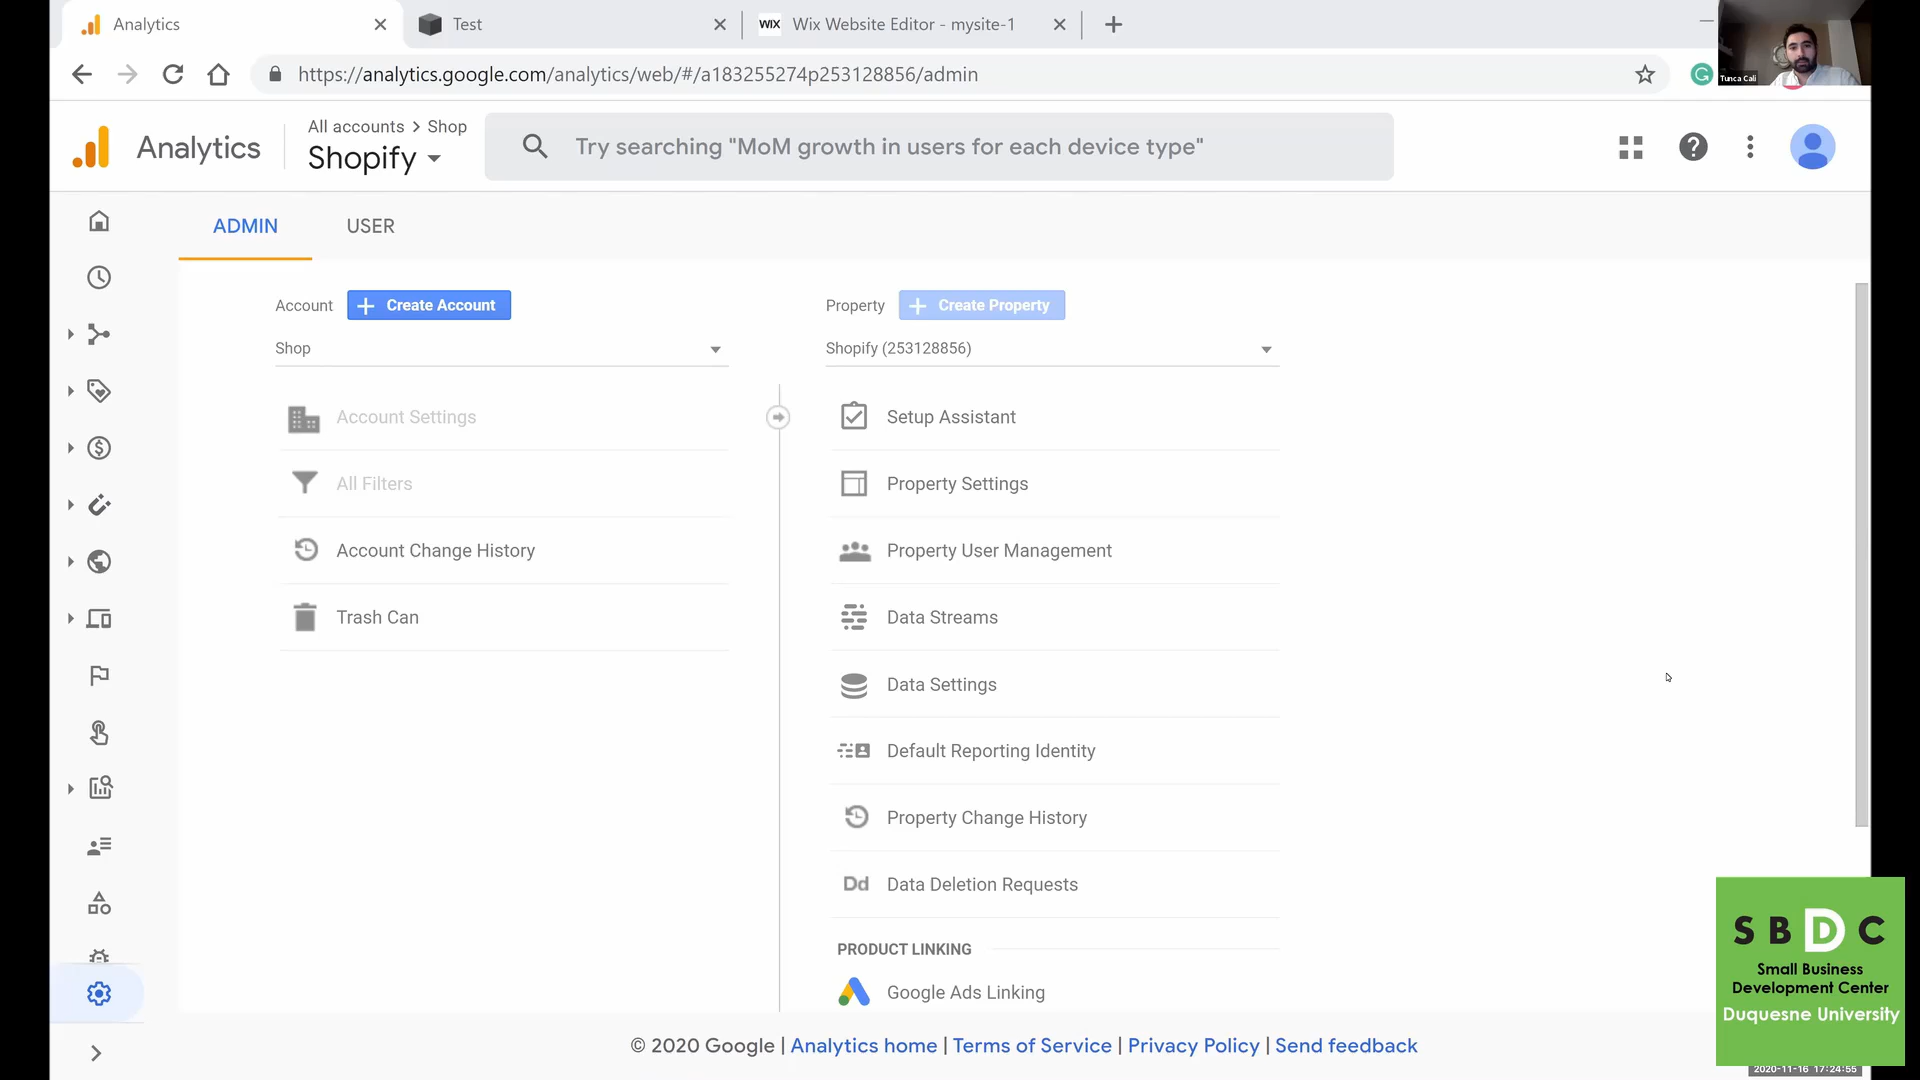 Analytics
Test
WIX Wix Website Editor - mysite-1
https://analytics.google.com/analytics/web/#/a183255274p253128856/admin
Tunca Cali
Analytics
All accounts > Shop
Shopify
Try searching "MoM growth in users for each device type"
ADMIN
USER
Account
Create Account
Property
Create Property
Shop
Shopify (253128856)
Account Settings
All Filters
Account Change History
Trash Can
Setup Assistant
Property Settings
Property User Management
Data Streams
Data Settings
Default Reporting Identity
Property Change History
Dd Data Deletion Requests
PRODUCT LINKING
Google Ads Linking
© 2020 Google | Analytics home | Terms of Service | Privacy Policy | Send feedback
SBDC
Small Business
Development Center
Duquesne University
2020-11-16 17:24:55